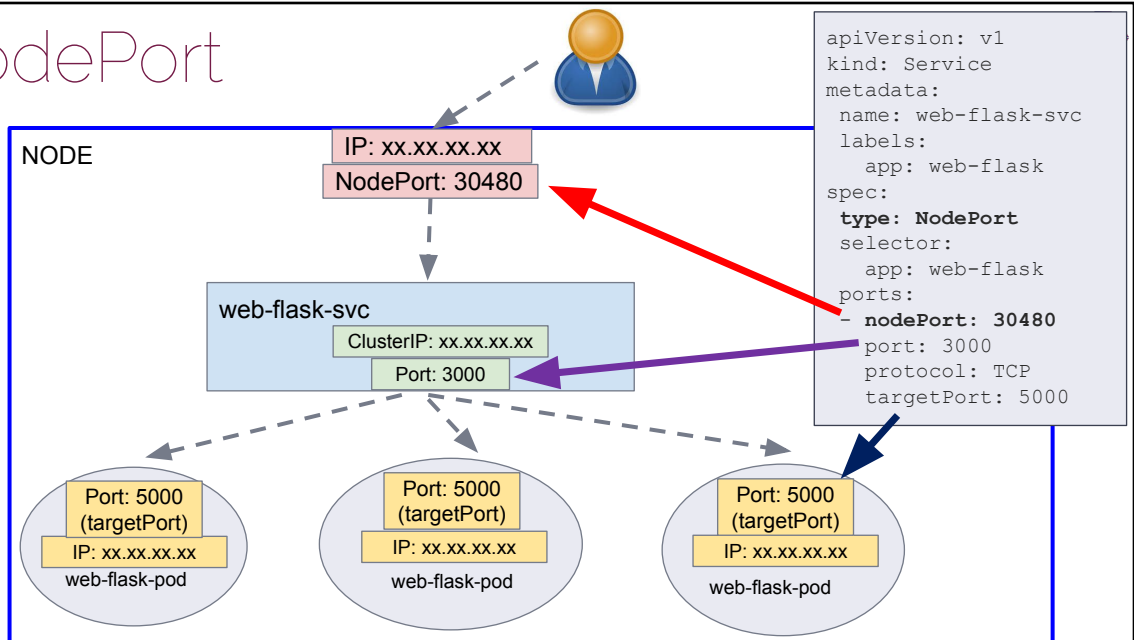 odePort
NODE
IP: xx.xx.xx.xx
NodePort: 30480
web-flask-svc
ClusterIP: xx.xx.xx.xx
Port: 3000
Port: 5000
(targetPort)
IP: xx.xx.xx.xx
web-flask-pod
Port: 5000
(targetPort)
IP: xx.xx.xx.xx
web-flask-pod
Port: 5000
(targetPort)
IP: xx.xx.xx.xx
web-flask-pod
apiVersion: v1
kind: Service
metadata:
name: web-flask-svc
labels:
app: web-flask
spec:
type: NodePort
selector:
app: web-flask
ports:
- nodePort: 30480
port: 3000
protocol: TCP
targetPort: 5000